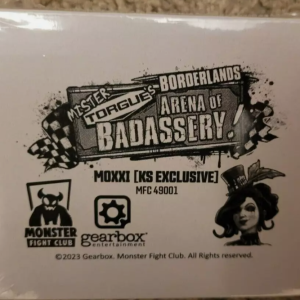 BORDERLANDS
MISTER
TORGUE'S
ARENA OF
BADASSERY!
MOXXI [KS EXCLUSIVE]
MFC 49001
MONSTER
FIGHT CLUB
gearbox
entertainment
©2023 Gearbox. Monster Fight Club. All Rights reserved.